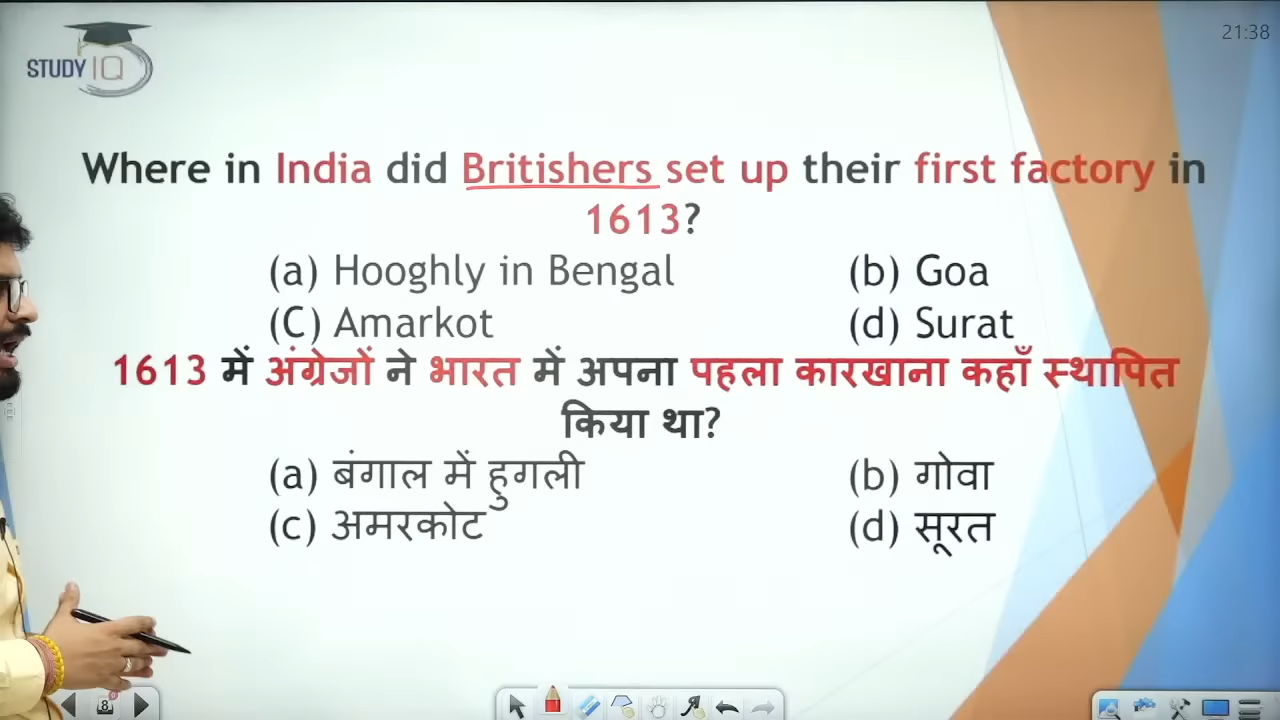 STUDY IQ
21:38
Where in India did Britishers set up their first factory in
1613?
(a) Hooghly in Bengal (b) Goa
(C) Amarkot (d) Surat
1613 में अंग्रेजों ने भारत में अपना पहला कारखाना कहाँ स्थापित
किया था?
(a) बंगाल में हुगली (b) गोवा
(c) अमरकोट (d) सूरत
8